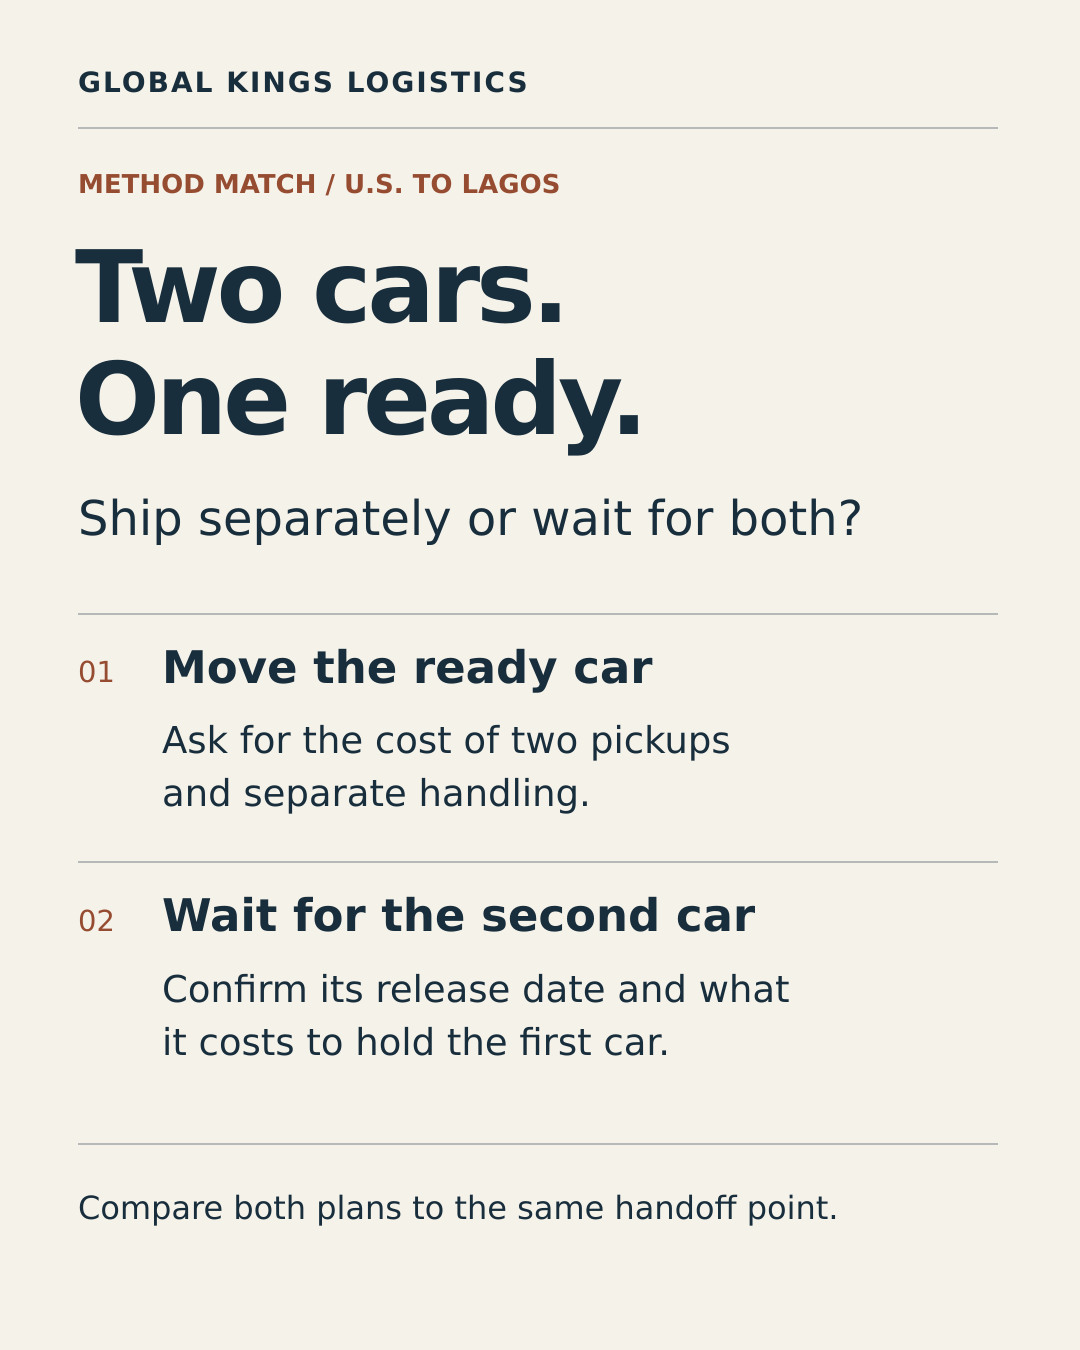 GLOBAL KINGS LOGISTICS
METHOD MATCH / U.S. TO LAGOS
Two cars.
One ready.
Ship separately or wait for both?
01 Move the ready car
Ask for the cost of two pickups
and separate handling.
02 Wait for the second car
Confirm its release date and what
it costs to hold the first car.
Compare both plans to the same handoff point.